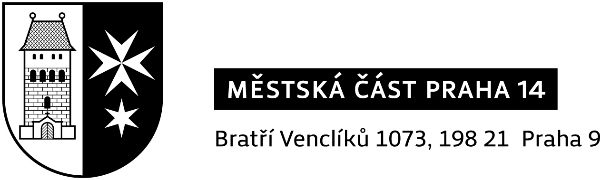 MĚSTSKÁ ČÁST PRAHA 14
Bratří Venclíků 1073, 198 21 Praha 9